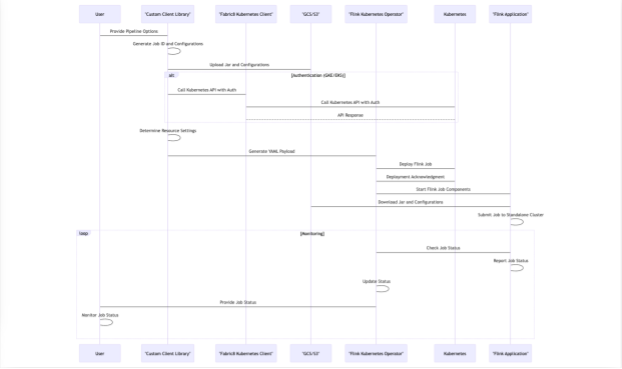 User "Custom Client Library" "Fabric8 Kubernetes Client" "GCS/S3" "Flink Kubernetes Operator" Kubernetes "Flink Application"
Provide Pipeline Options
Generate Job ID and Configurations
Upload Jar and Configurations
alt [Authentication (GKE/EKS)]
Call Kubernetes API with Auth
Call Kubernetes API with Auth
API Response
Determine Resource Settings
Generate YAML Payload
Deploy Flink Job
Deployment Acknowledgment
Start Flink Job Components
Download Jar and Configurations
Submit Job to Standalone Cluster
loop [Monitoring]
Check Job Status
Report Job Status
Update Status
Provide Job Status
Monitor Job Status
User "Custom Client Library" "Fabric8 Kubernetes Client" "GCS/S3" "Flink Kubernetes Operator" Kubernetes "Flink Application"